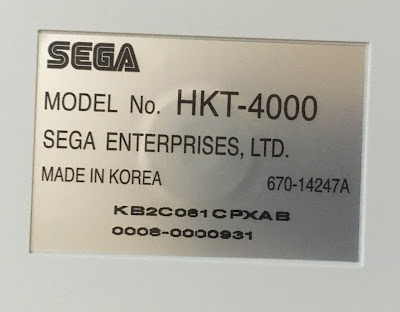 SEGA
MODEL No. HKT-4000
SEGA ENTERPRISES, LTD.
MADE IN KOREA 670-14247A
KB2C081CPXAB
0008-0000931